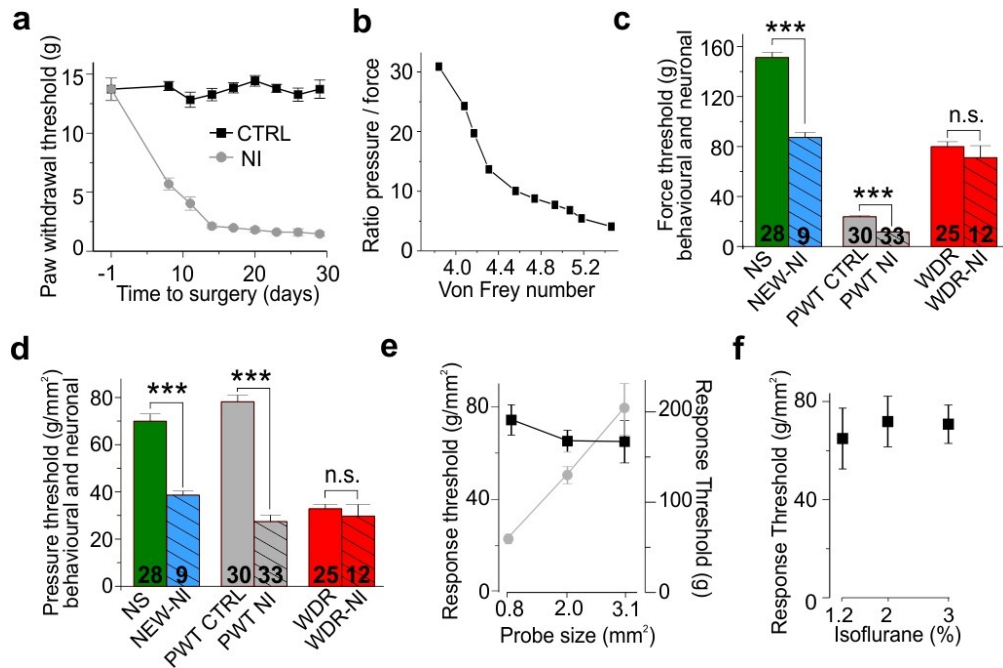 a
Paw withdrawal threshold (g)
15
10
5
0
CTRL
NI
-1
10
20
30
Time to surgery (days)
b
Ratio pressure / force
30
20
10
0
4.0
4.4
4.8
5.2
Von Frey number
c
Force threshold (g)
behavioural and neuronal
160
120
80
40
0
***
***
n.s.
28
9
30
33
25
12
NS
NEW-NI
PWT CTRL
PWT NI
WDR
WDR-NI
d
Pressure threshold (g/mm²)
behavioural and neuronal
80
60
40
20
0
***
***
n.s.
28
9
30
33
25
12
NS
NEW-NI
PWT CTRL
PWT NI
WDR
WDR-NI
e
Response threshold (g/mm²)
80
40
0
200
100
0
Response Threshold (g)
0.8
2.0
3.1
Probe size (mm²)
f
Response Threshold (g/mm²)
80
40
0
1.2
2
3
Isoflurane (%)